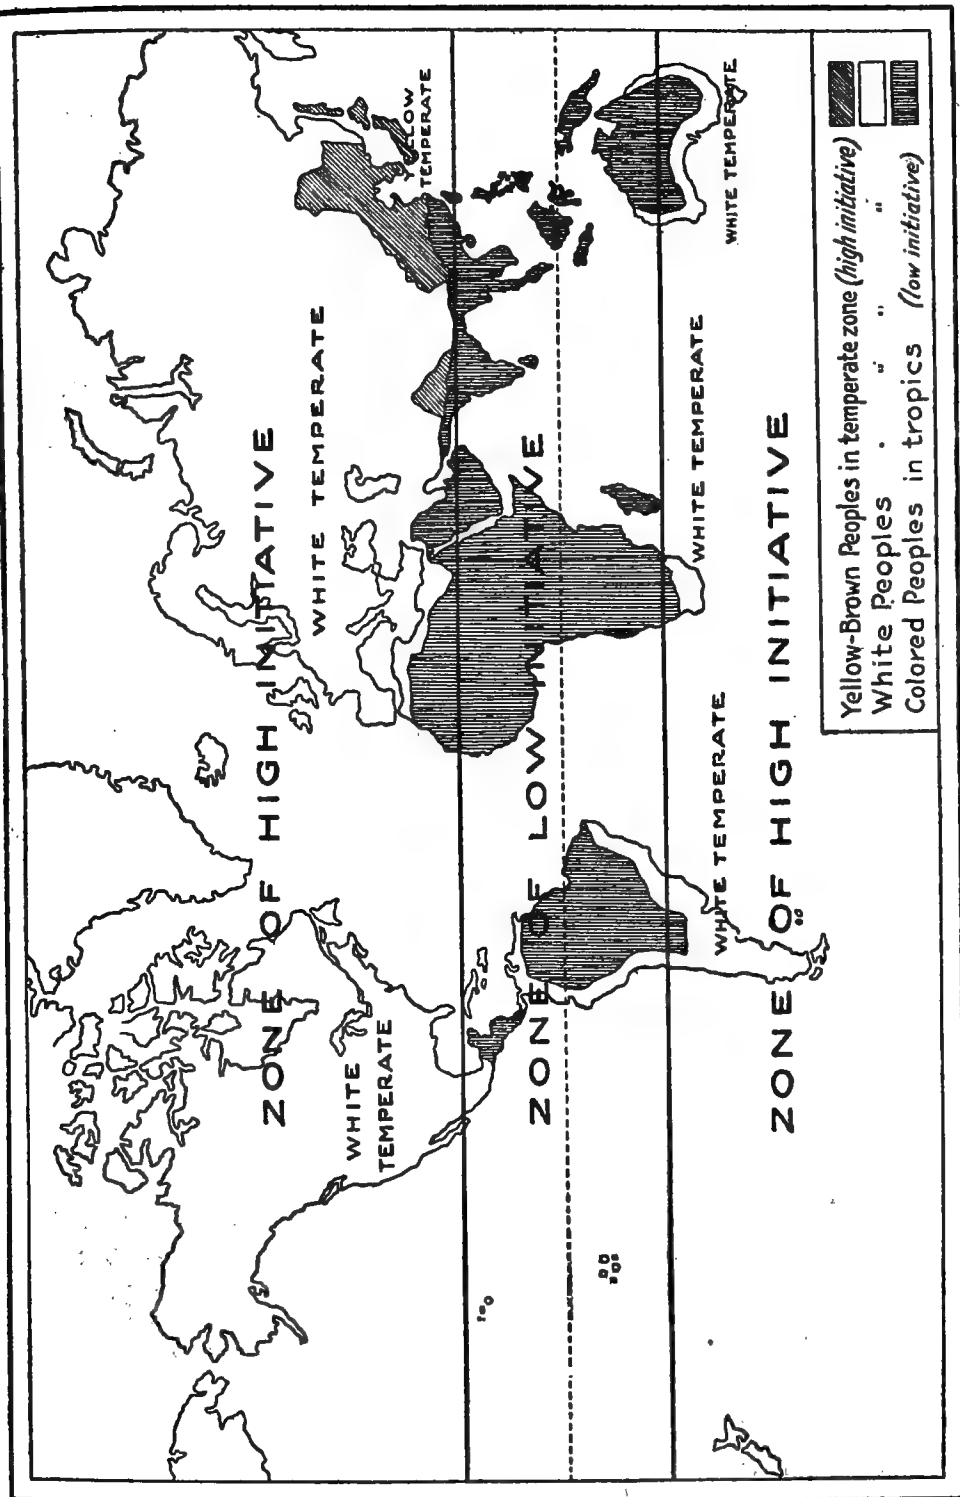 ZONE OF HIGH INITIATIVE
WHITE
TEMPERATE
WHITE TEMPERATE
YELLOW
TEMPERATE
ZONE OF LOW INITIATIVE
WHITE TEMPERATE
WHITE TEMPERATE
WHITE TEMPERATE
WHITE TEMPERATE
ZONE OF HIGH INITIATIVE
Yellow-Brown Peoples in temperate zone (high initiative)
White Peoples " " " "
Colored Peoples in tropics (low initiative)